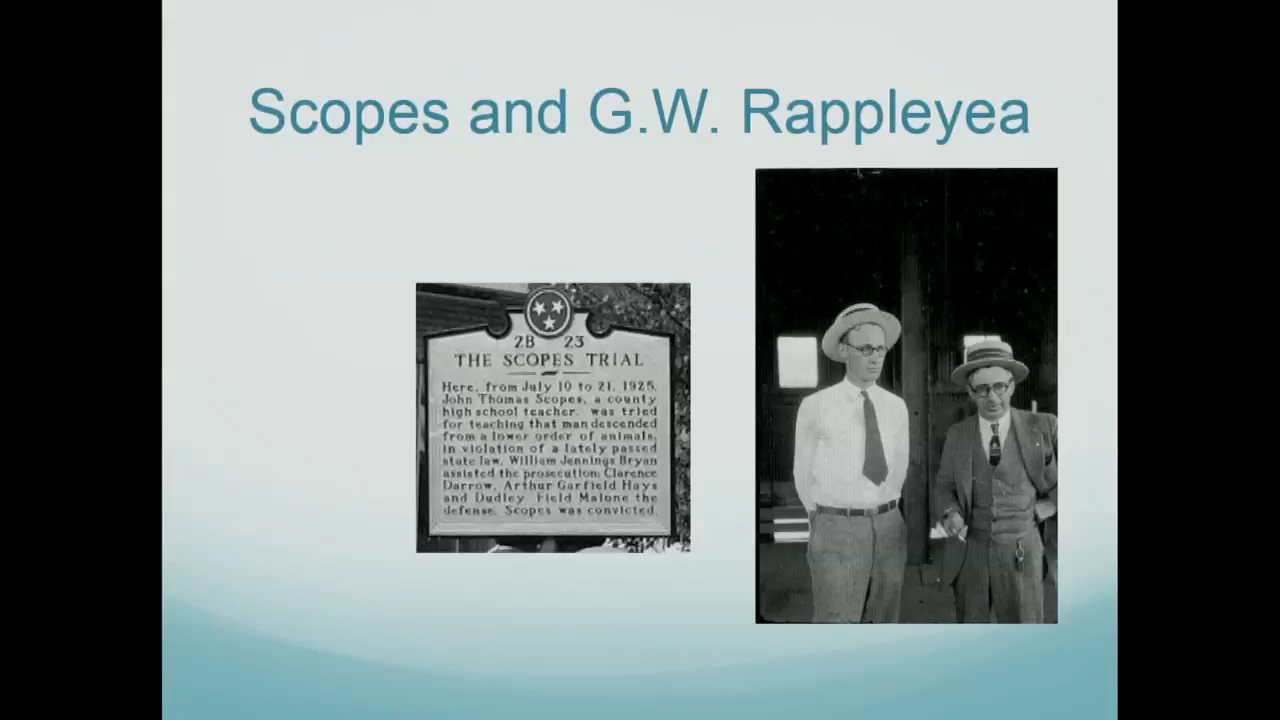 Scopes and G.W. Rappleyea
2B 23
THE SCOPES TRIAL
Here, from July 10 to 21, 1925,
John Thomas Scopes, a county
high school teacher, was tried
for teaching that man descended
from a lower order of animals,
in violation of a lately passed
state law. William Jennings Bryan
assisted the prosecution; Clarence
Darrow, Arthur Garfield Hays
and Dudley Field Malone the
defense. Scopes was convicted.